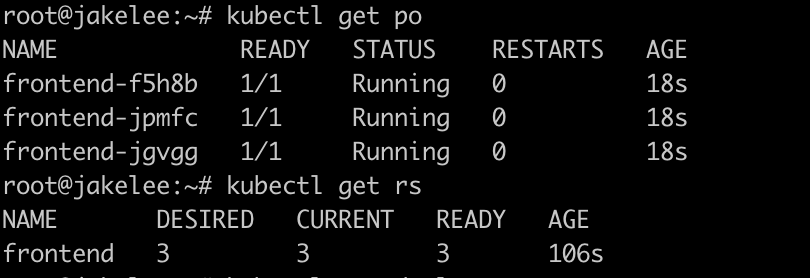 root@jakelee:~# kubectl get po
NAME READY STATUS RESTARTS AGE
frontend-f5h8b 1/1 Running 0 18s
frontend-jpmfc 1/1 Running 0 18s
frontend-jgvgg 1/1 Running 0 18s
root@jakelee:~# kubectl get rs
NAME DESIRED CURRENT READY AGE
frontend 3 3 3 106s